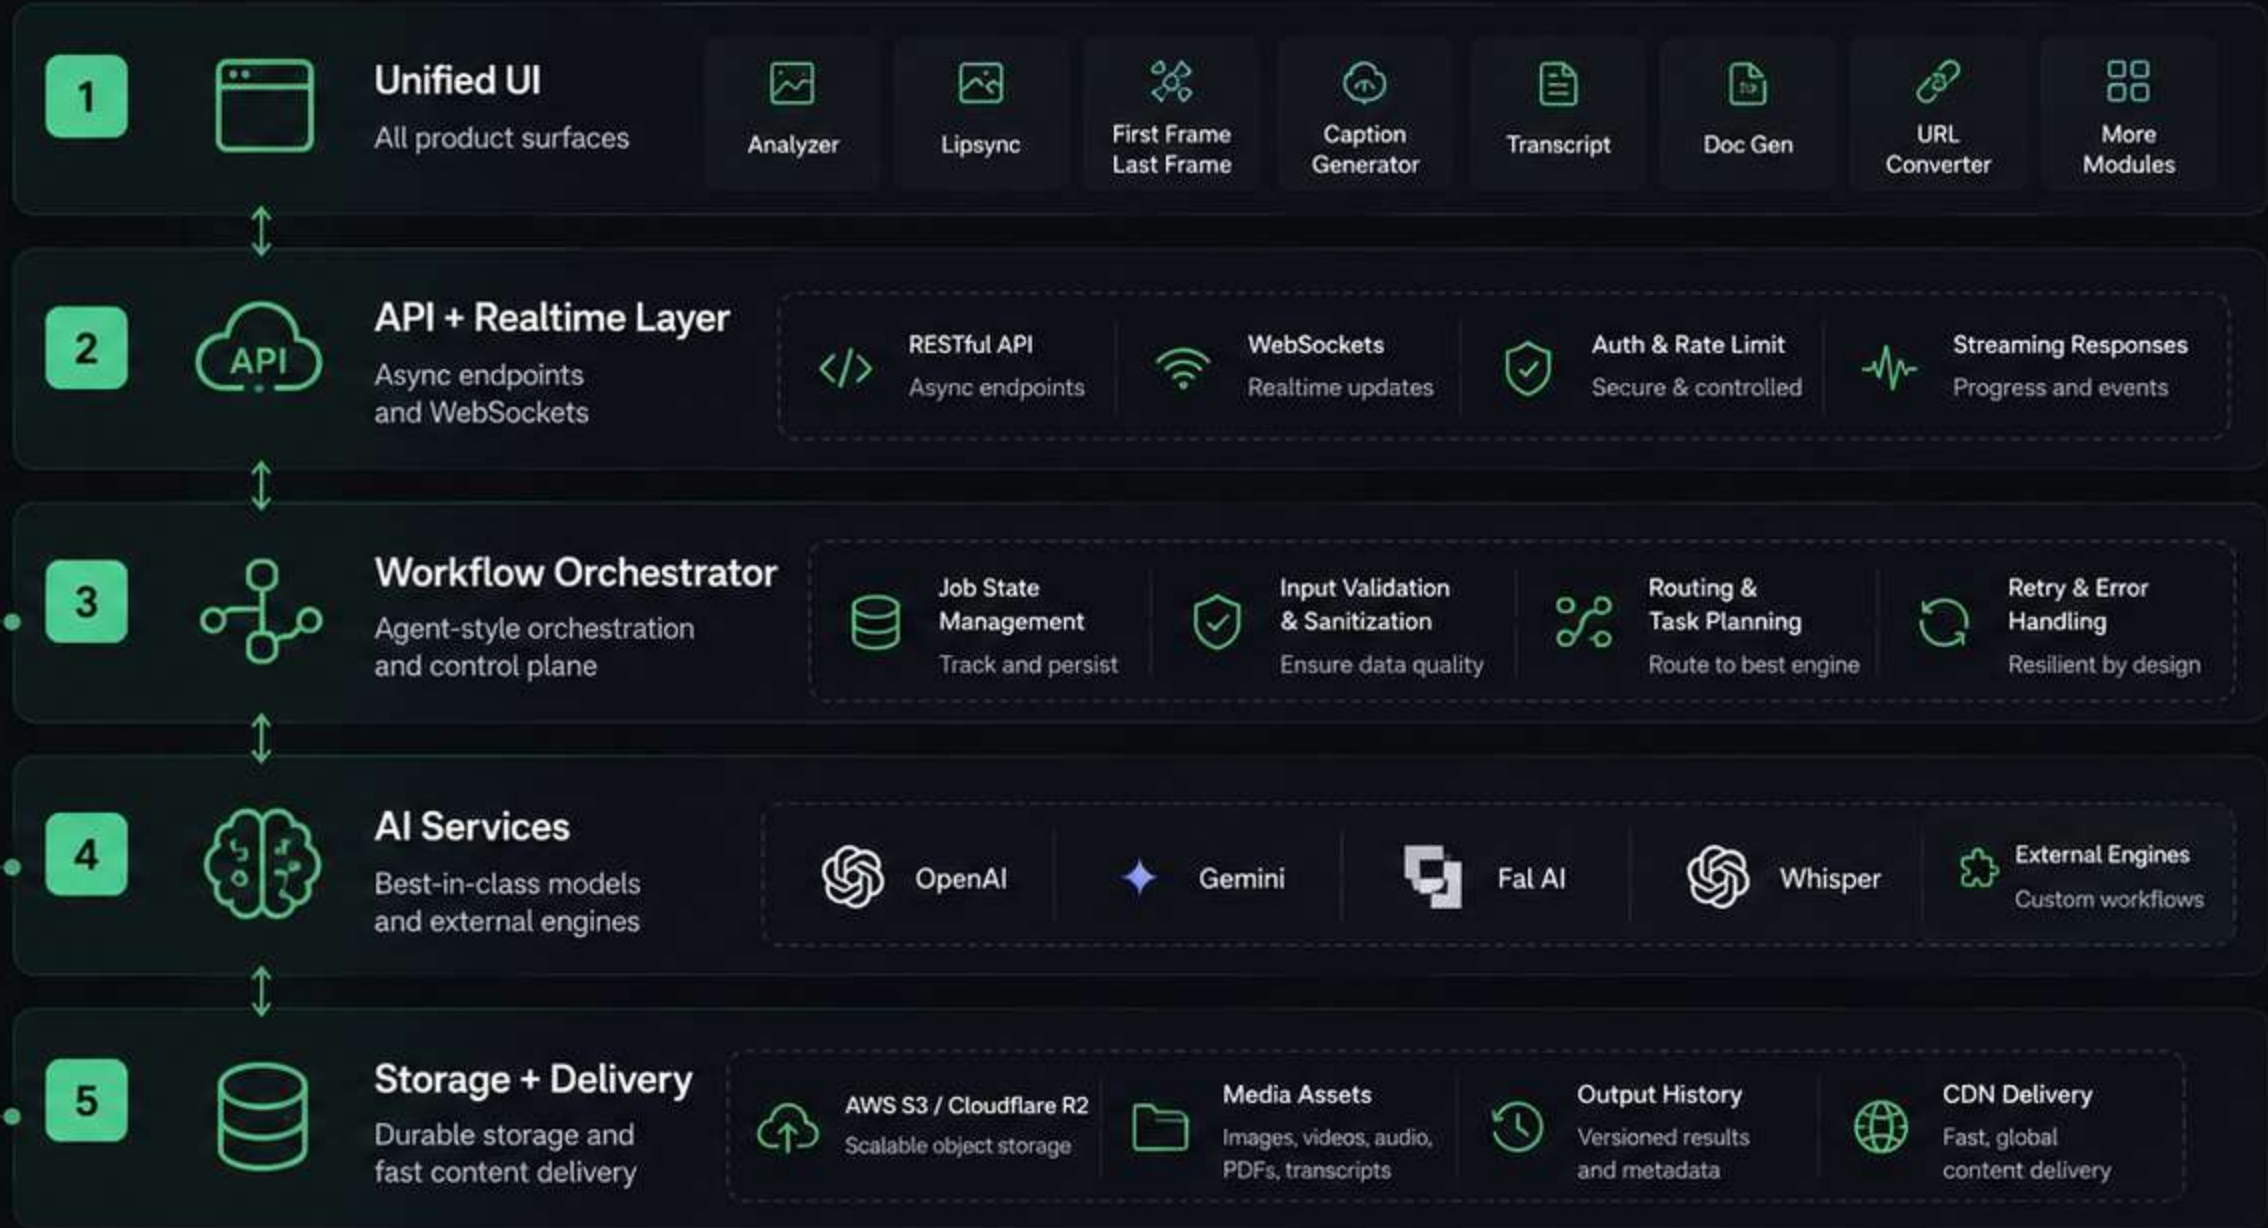 1
Unified UI
All product surfaces
Analyzer
Lipsync
First Frame
Last Frame
Caption
Generator
Transcript
Doc Gen
URL
Converter
More
Modules
2
API
API + Realtime Layer
Async endpoints
and WebSockets
RESTful API
Async endpoints
WebSockets
Realtime updates
Auth & Rate Limit
Secure & controlled
Streaming Responses
Progress and events
3
Workflow Orchestrator
Agent-style orchestration
and control plane
Job State
Management
Track and persist
Input Validation
& Sanitization
Ensure data quality
Routing &
Task Planning
Route to best engine
Retry & Error
Handling
Resilient by design
4
AI Services
Best-in-class models
and external engines
OpenAI
Gemini
Fal AI
Whisper
External Engines
Custom workflows
5
Storage + Delivery
Durable storage and
fast content delivery
AWS S3 / Cloudflare R2
Scalable object storage
Media Assets
Images, videos, audio,
PDFs, transcripts
Output History
Versioned results
and metadata
CDN Delivery
Fast, global
content delivery